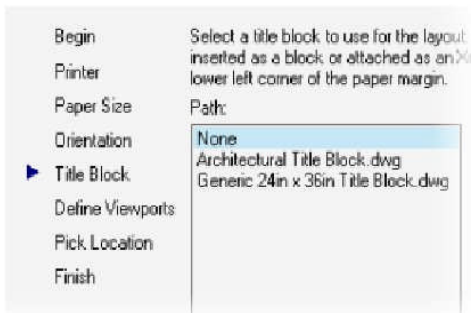 Begin
Printer
Paper Size
Orientation
Title Block
Define Viewports
Pick Location
Finish
Select a title block to use for the layout
inserted as a block or attached as an
lower left corner of the paper margin.
Path:
None
Architectural Title Block.dwg
Generic 24in x 36in Title Block.dwg